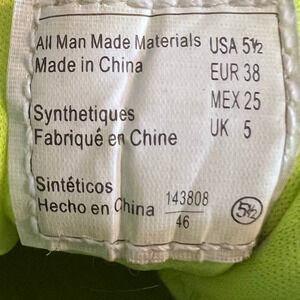 All Man Made Materials
Made in China
Synthetiques
Fabriqué en Chine
Sintéticos
Hecho en China
143808
46
USA 5½
EUR 38
MEX 25
UK 5
5½